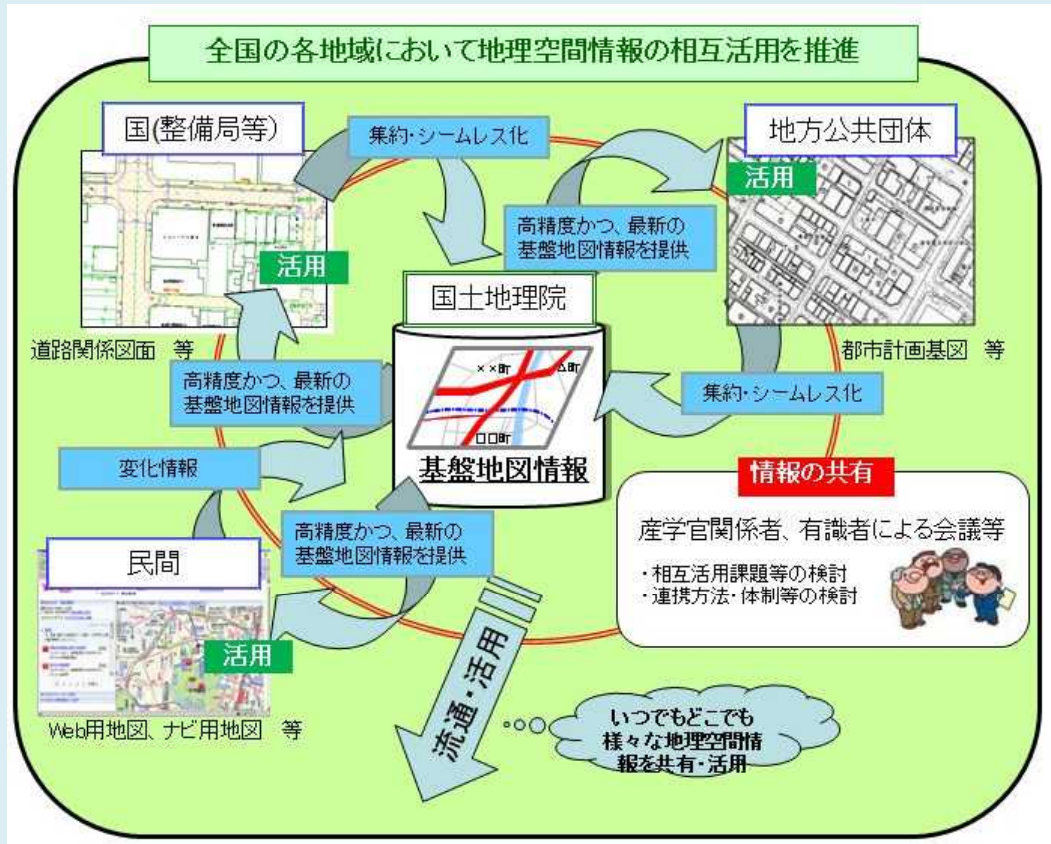 全国の各地域において地理空間情報の相互活用を推進
国(整備局等)
集約・シームレス化
地方公共団体
活用
高精度かつ、最新の
基盤地図情報を提供
活用
国土地理院
道路関係図面 等
都市計画基図 等
高精度かつ、最新の
基盤地図情報を提供
××町
△町
□□町
基盤地図情報
集約・シームレス化
変化情報
情報の共有
高精度かつ、最新の
基盤地図情報を提供
産学官関係者、有識者による会議等
・相互活用課題等の検討
・連携方法・体制等の検討
民間
活用
Web用地図、ナビ用地図 等
流通・活用
いつでもどこでも
様々な地理空間情
報を共有・活用